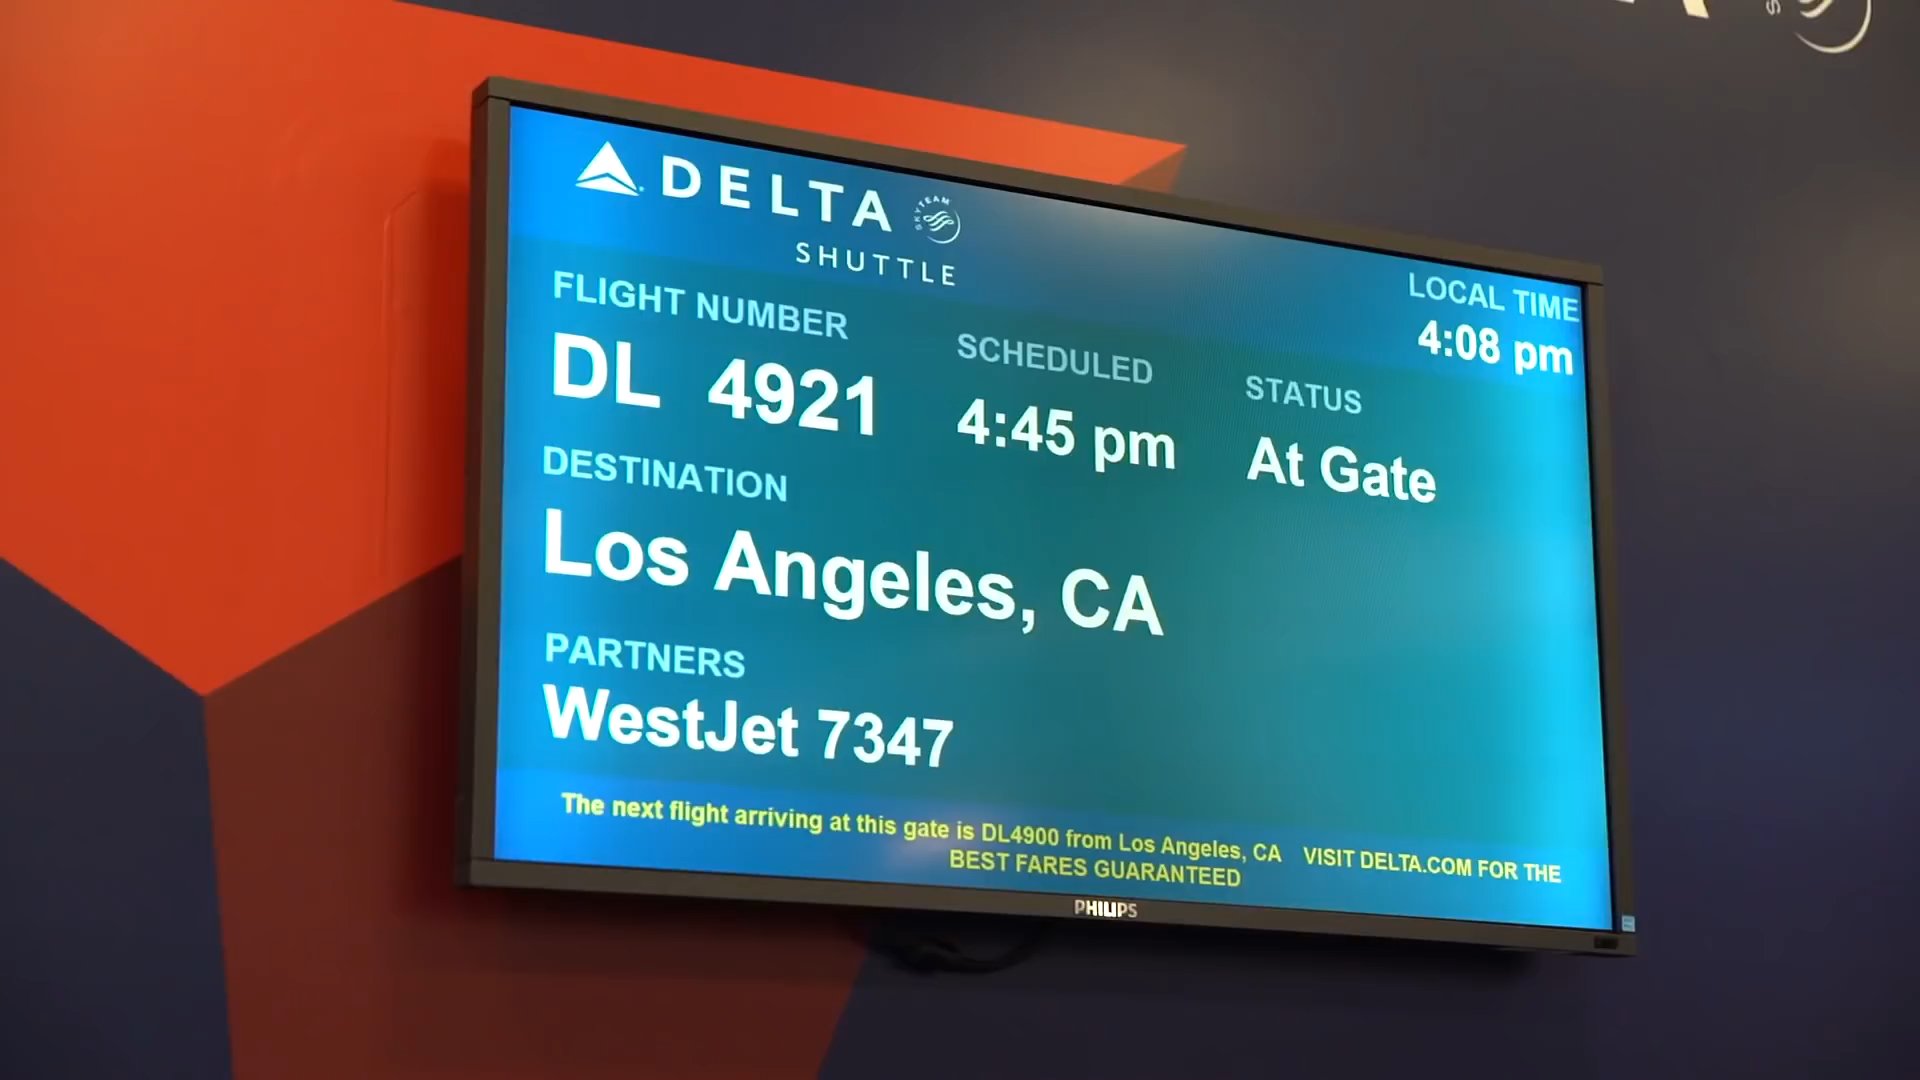 DELTA
SKYTEAM
SHUTTLE
LOCAL TIME
4:08 pm
FLIGHT NUMBER
SCHEDULED
STATUS
DL 4921
4:45 pm
At Gate
DESTINATION
Los Angeles, CA
PARTNERS
WestJet 7347
The next flight arriving at this gate is DL4900 from Los Angeles, CA VISIT DELTA.COM FOR THE
BEST FARES GUARANTEED
PHILIPS